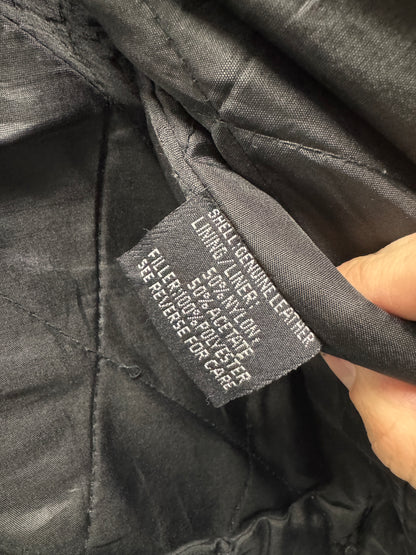 SHELL:GENUINE LEATHER
LINING / LINER :
50% NYLON ;
50% ACETATE
FILLER:100% POLYESTER
SEE REVERSE FOR CARE